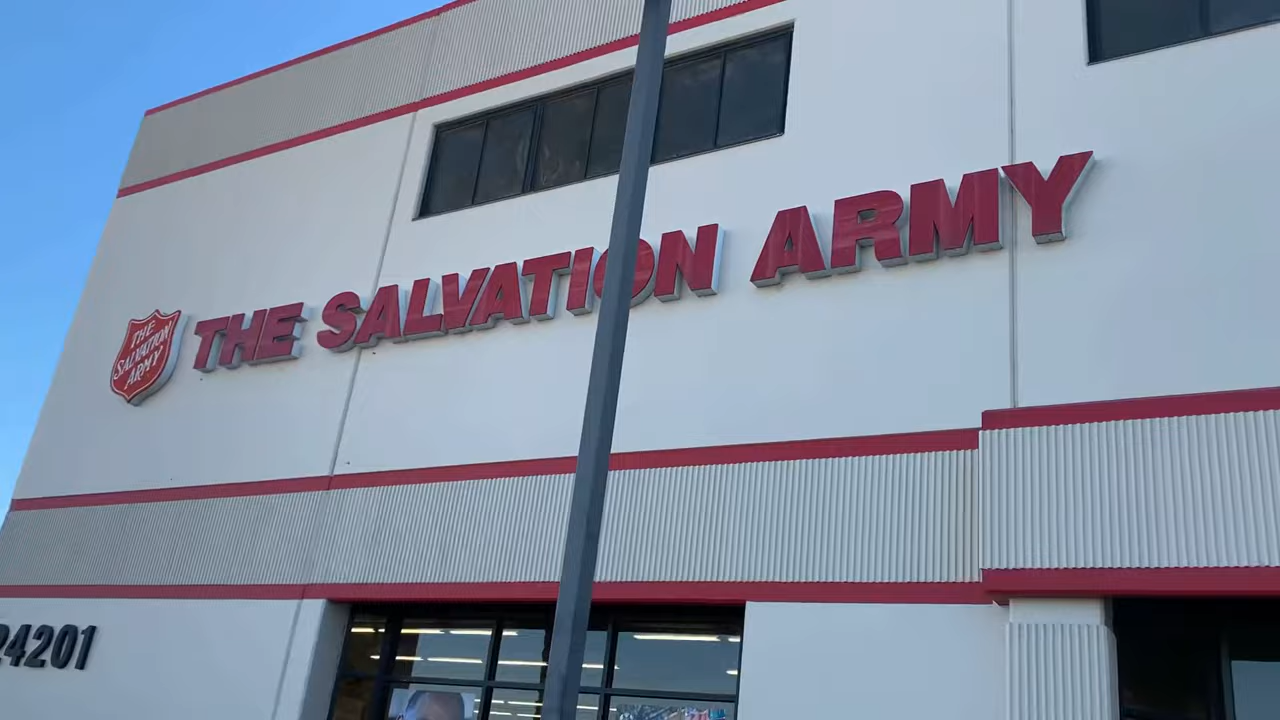 THE SALVATION ARMY
THE
SALVATION
ARMY
24201